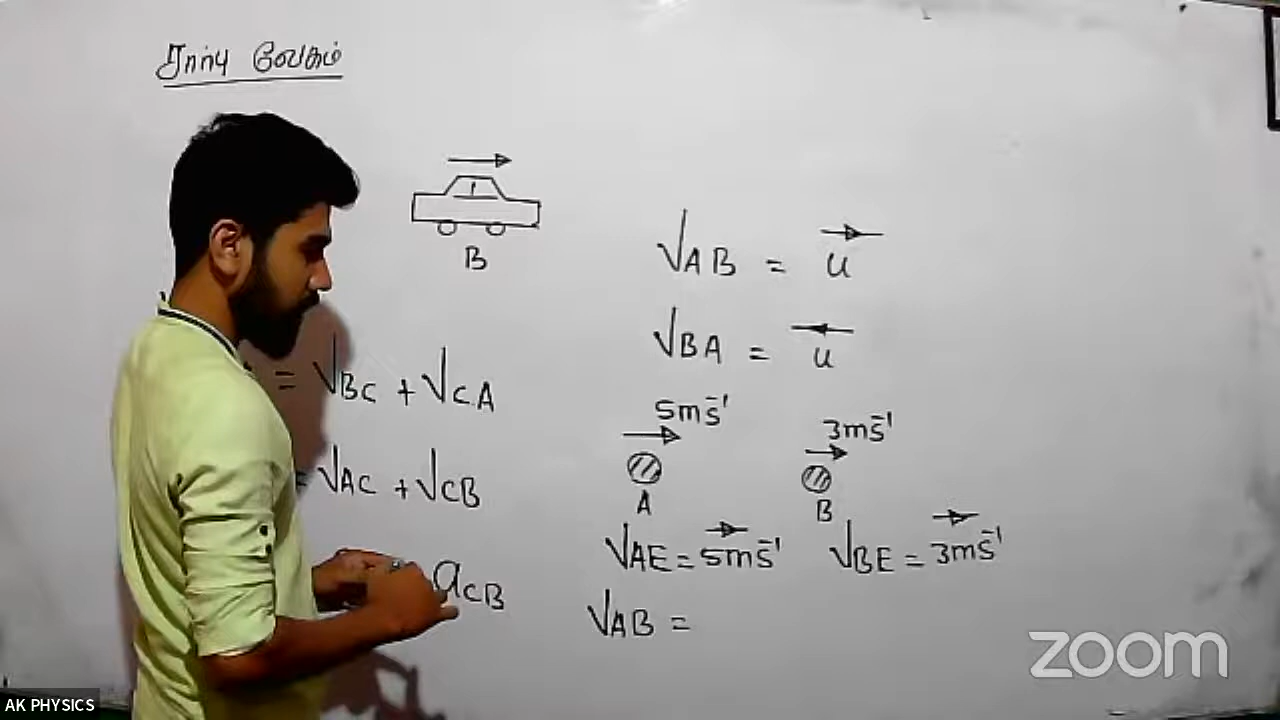 சார்பு வேகம்
B
V_AB = u
V_BA = u
= V_BC + V_CA
= V_AC + V_CB
a_CB
5ms⁻¹ 3ms⁻¹
A B
V_AE = 5ms⁻¹ V_BE = 3ms⁻¹
V_AB =
zoom
AK PHYSICS